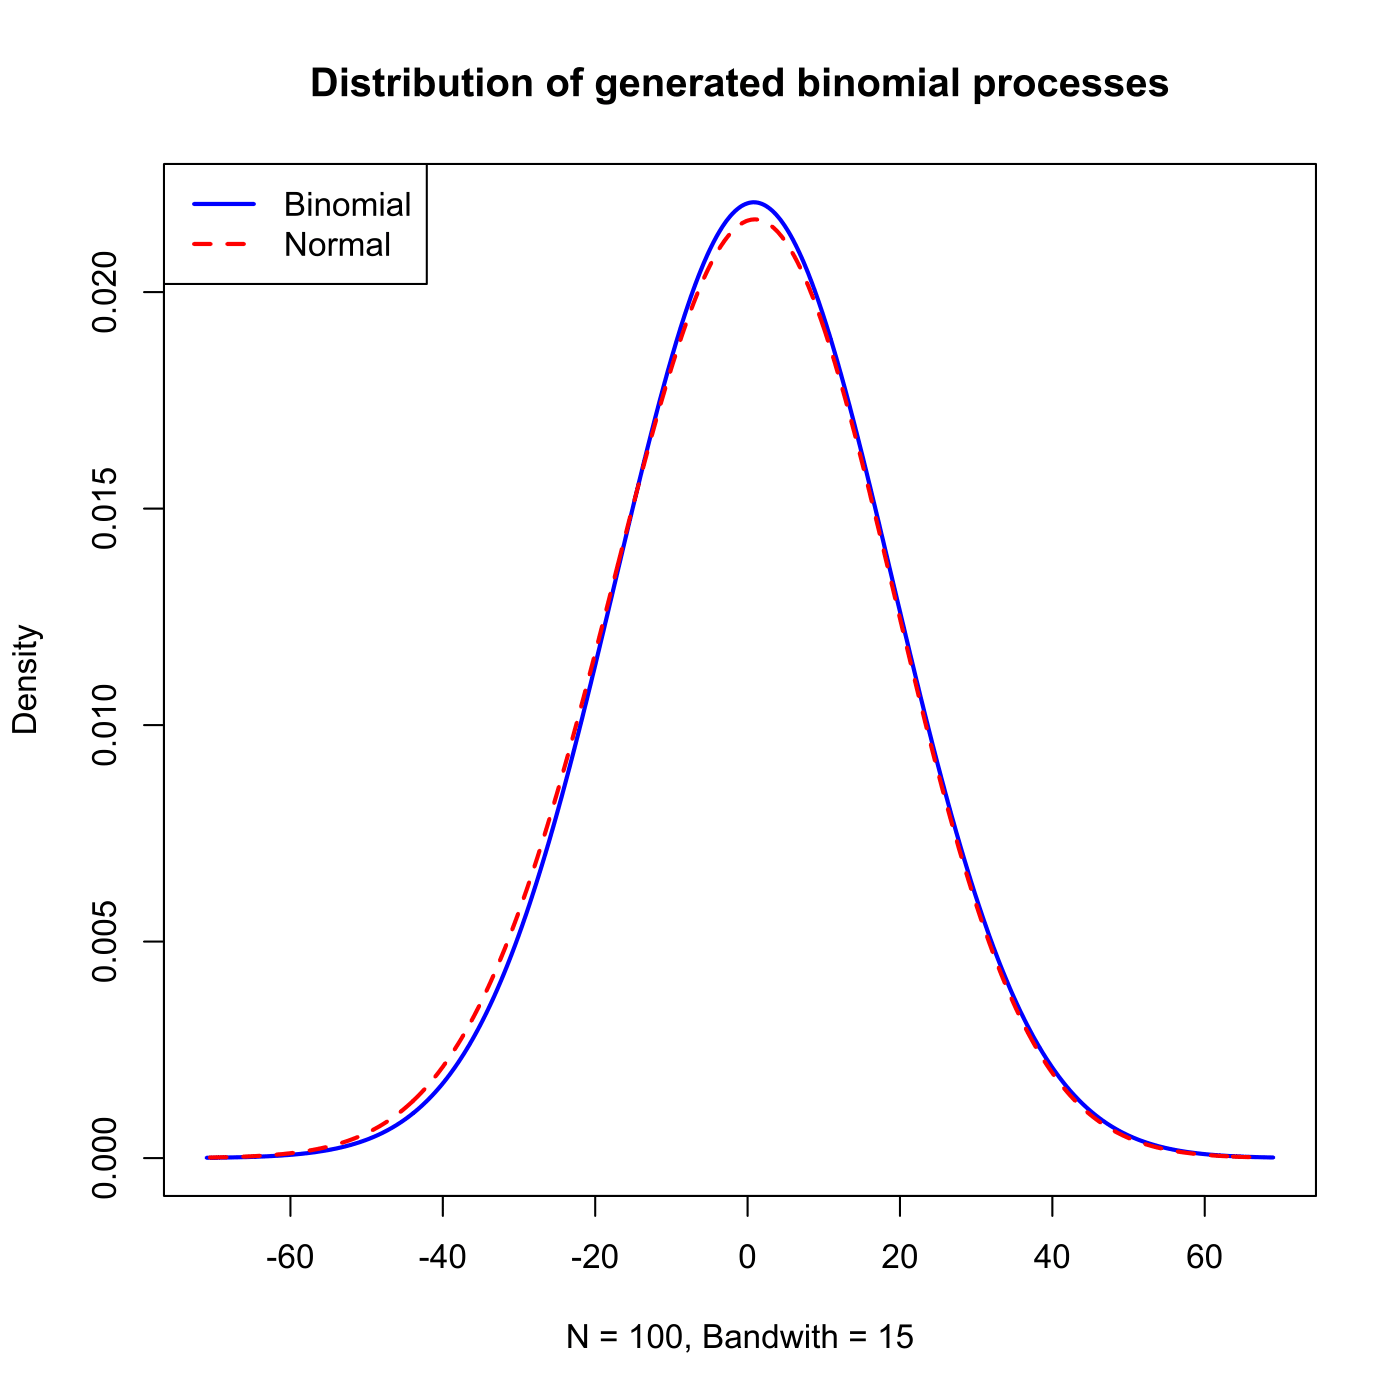 Distribution of generated binomial processes
Binomial
Normal
Density
0.020
0.015
0.010
0.005
0.000
-60 -40 -20 0 20 40 60
N = 100, Bandwith = 15